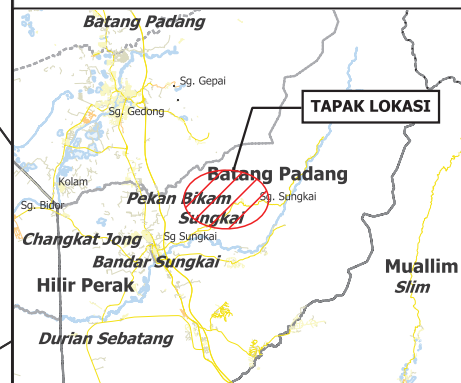 Batang Padang
Sg. Gepai
TAPAK LOKASI
Sg. Gedong
Batang Padang
Kolam
Pekan Bikam
Sg. Sungkai
Sg. Bidor
Sungkai
Changkat Jong
Sg Sungkai
Bandar Sungkai
Muallim
Hilir Perak
Slim
Durian Sebatang